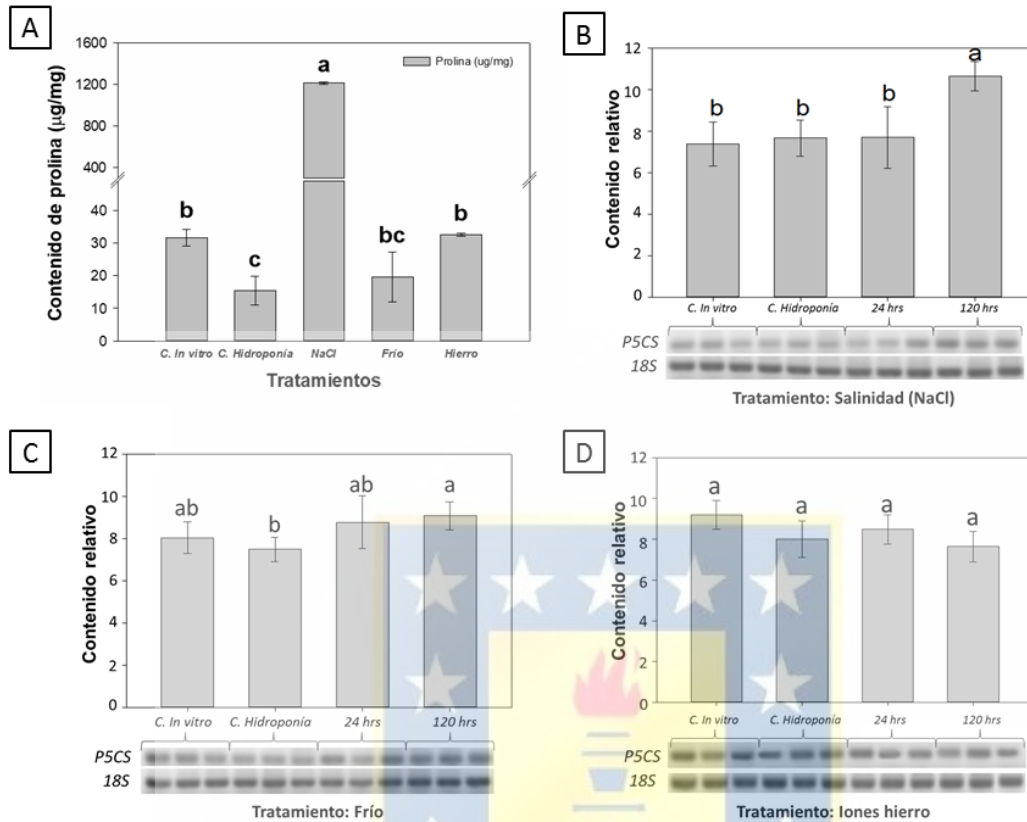 A
Contenido de prolina (µg/mg)
1600
1200
800
400
40
30
20
10
0
Prolina (ug/mg)
b
c
a
bc
b
C. In vitro C. Hidroponía NaCl Frío Hierro
Tratamientos
B
Contenido relativo
12
10
8
6
4
2
0
b
b
b
a
C. In vitro C. Hidroponía 24 hrs 120 hrs
P5CS
18S
Tratamiento: Salinidad (NaCl)
C
Contenido relativo
12
10
8
6
4
2
0
ab
b
ab
a
C. In vitro C. Hidroponía 24 hrs 120 hrs
P5CS
18S
Tratamiento: Frío
D
Contenido relativo
12
10
8
6
4
2
0
a
a
a
a
C. In vitro C. Hidroponía 24 hrs 120 hrs
P5CS
18S
Tratamiento: Iones hierro